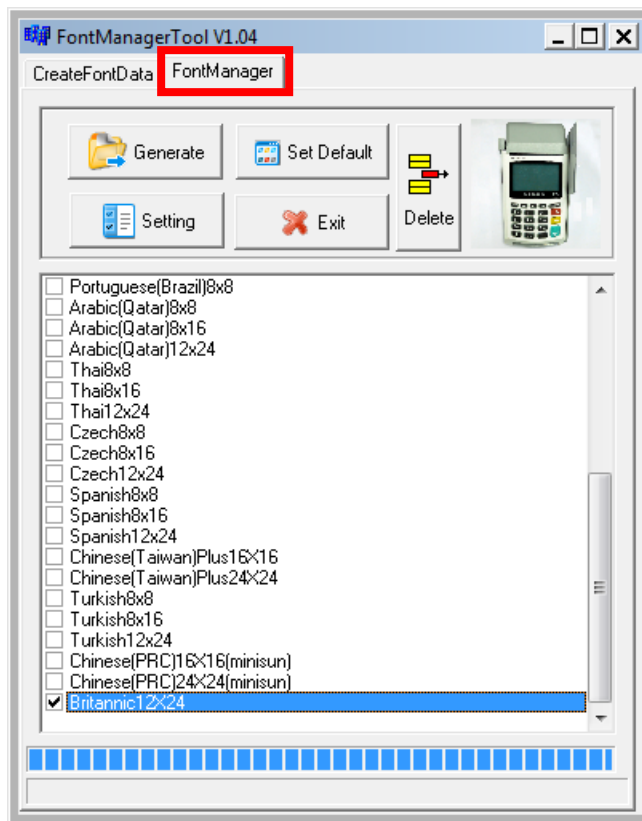 FontManagerTool V1.04
CreateFontData FontManager
Generate Set Default
Setting Exit Delete
Portuguese(Brazil)8x8
Arabic(Qatar)8x8
Arabic(Qatar)8x16
Arabic(Qatar)12x24
Thai8x8
Thai8x16
Thai12x24
Czech8x8
Czech8x16
Czech12x24
Spanish8x8
Spanish8x16
Spanish12x24
Chinese(Taiwan)Plus16X16
Chinese(Taiwan)Plus24X24
Turkish8x8
Turkish8x16
Turkish12x24
Chinese(PRC)16X16(minisun)
Chinese(PRC)24X24(minisun)
Britannic12X24